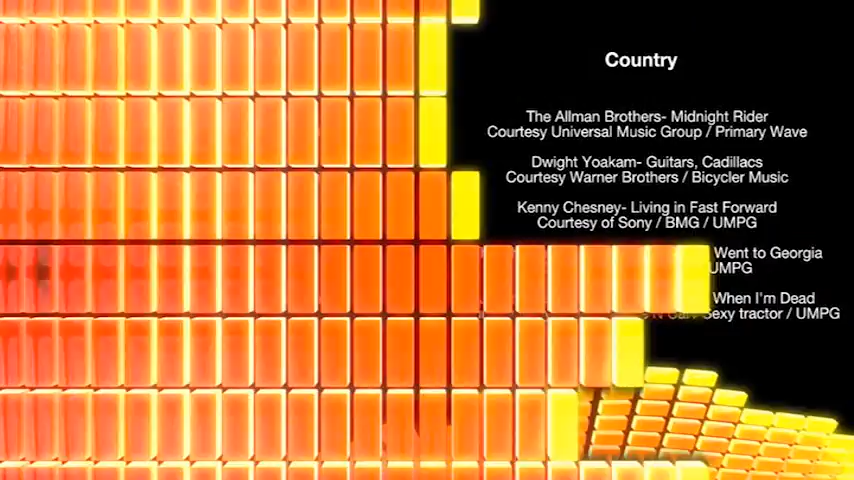 Country
The Allman Brothers- Midnight Rider
Courtesy Universal Music Group / Primary Wave
Dwight Yoakam- Guitars, Cadillacs
Courtesy Warner Brothers / Bicycler Music
Kenny Chesney- Living in Fast Forward
Courtesy of Sony / BMG / UMPG
Went to Georgia
UMPG
When I'm Dead
Sexy tractor / UMPG